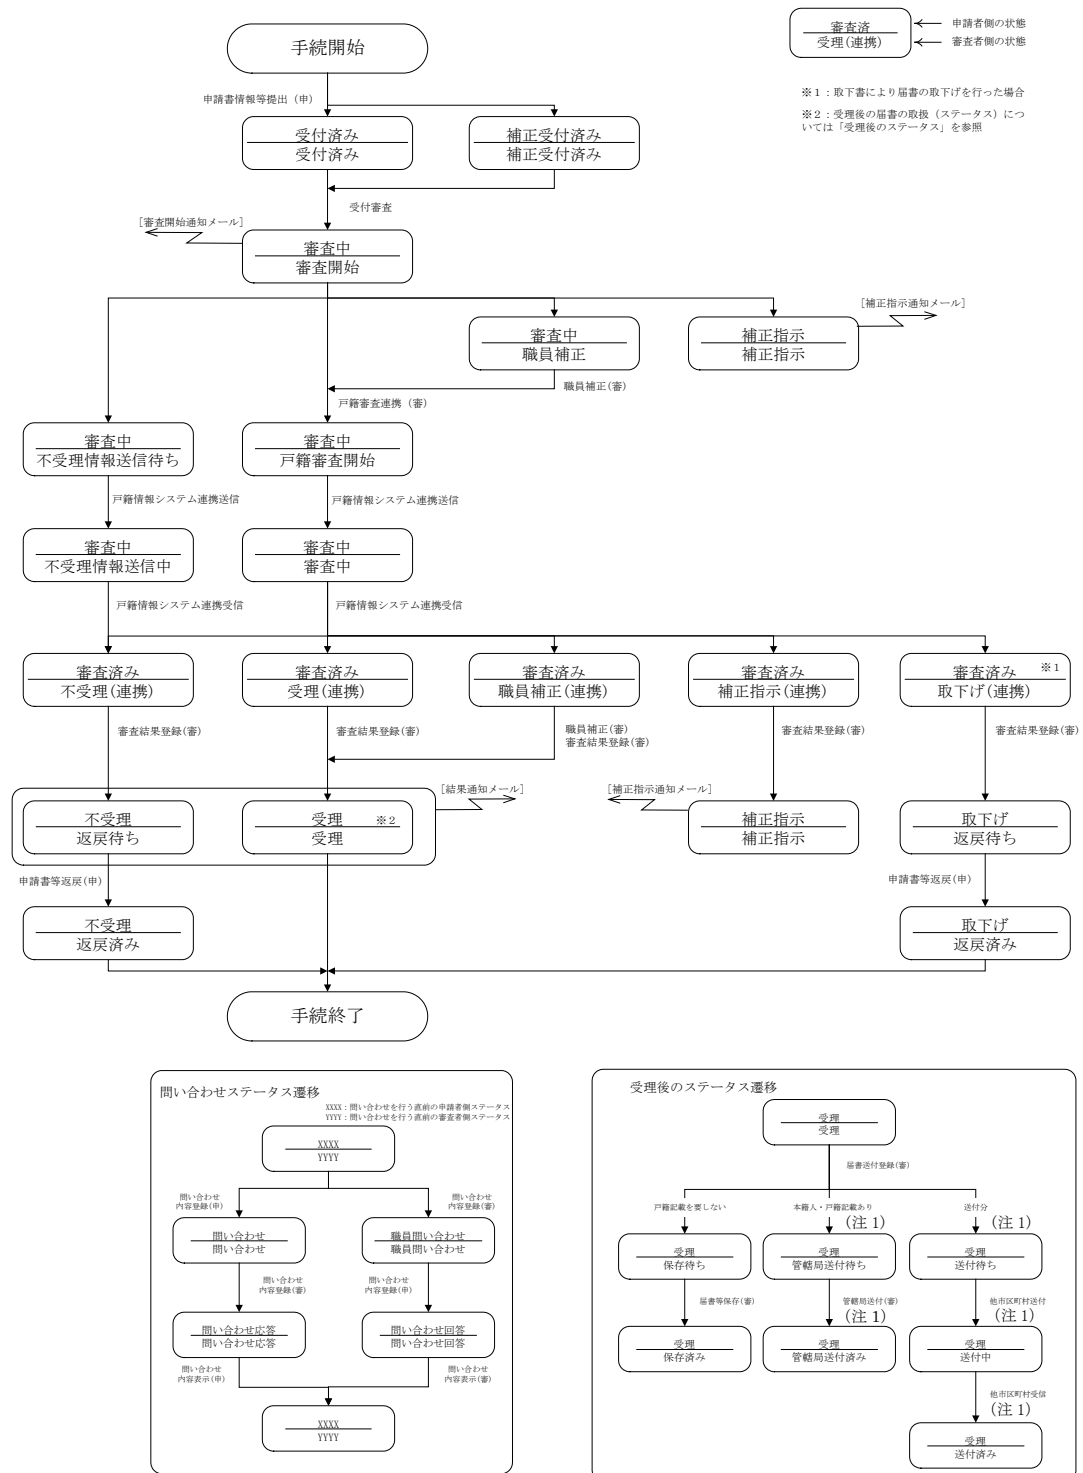 手続開始
審査済
受理(連携)
申請者側の状態
審査者側の状態
※1：取下書により届書の取下げを行った場合
※2：受理後の届書の取扱（ステータス）につ
いては「受理後のステータス」を参照
申請書情報等提出（申）
受付済み
受付済み
補正受付済み
補正受付済み
受付審査
[審査開始通知メール]
審査中
審査開始
[補正指示通知メール]
審査中
職員補正
補正指示
補正指示
職員補正(審)
戸籍審査連携（審）
審査中
不受理情報送信待ち
審査中
戸籍審査開始
戸籍情報システム連携送信
戸籍情報システム連携送信
審査中
不受理情報送信中
審査中
審査中
戸籍情報システム連携受信
戸籍情報システム連携受信
審査済み
不受理(連携)
審査済み
受理(連携)
審査済み
職員補正(連携)
審査済み
補正指示(連携)
審査済み ※1
取下げ(連携)
審査結果登録(審)
審査結果登録(審)
職員補正(審)
審査結果登録(審)
審査結果登録(審)
審査結果登録(審)
[結果通知メール]
[補正指示通知メール]
不受理
返戻待ち
受理 ※2
受理
補正指示
補正指示
取下げ
返戻待ち
申請書等返戻(申)
申請書等返戻(申)
不受理
返戻済み
取下げ
返戻済み
手続終了
問い合わせステータス遷移
XXXX：問い合わせを行う直前の申請者側ステータス
YYYY：問い合わせを行う直前の審査者側ステータス
XXXX
YYYY
問い合わせ
内容登録(申)
問い合わせ
内容登録(審)
問い合わせ
問い合わせ
職員問い合わせ
職員問い合わせ
問い合わせ
内容登録(審)
問い合わせ
内容登録(申)
問い合わせ応答
問い合わせ応答
問い合わせ回答
問い合わせ回答
問い合わせ
内容表示(申)
問い合わせ
内容表示(審)
XXXX
YYYY
受理後のステータス遷移
受理
受理
届書送付登録(審)
戸籍記載を要しない
本籍人・戸籍記載あり
(注1)
送付分
(注1)
受理
保存待ち
受理
管轄局送付待ち
受理
送付待ち
届書等保存(審)
管轄局送付(審)
(注1)
他市区町村送付
(注1)
受理
保存済み
受理
管轄局送付済み
受理
送付中
他市区町村受信
(注1)
受理
送付済み